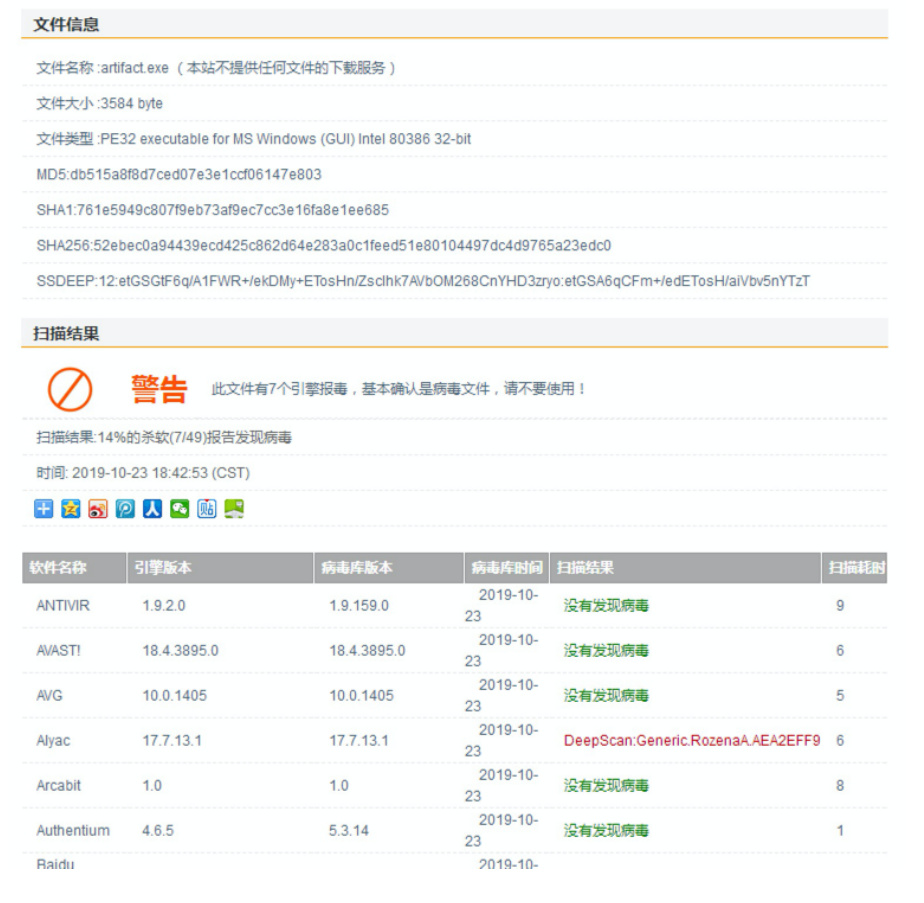 文件信息
文件名称 :artifact.exe （ 本站不提供任何文件的下载服务 ）
文件大小 :3584 byte
文件类型 :PE32 executable for MS Windows (GUI) Intel 80386 32-bit
MD5:db515a8f8d7ced07e3e1ccf06147e803
SHA1:761e5949c807f9eb73af9ec7cc3e16fa8e1ee685
SHA256:52ebec0a94439ecd425c862d64e283a0c1feed51e80104497dc4d9765a23edc0
SSDEEP:12:etGSGtF6q/A1FWR+/ekDMy+ETosHn/Zsclhk7AVbOM268CnYHD3zryo:etGSA6qCFm+/edETosH/aiVbv5nYTzT
扫描结果
警告 此文件有7个引擎报毒，基本确认是病毒文件，请不要使用！
扫描结果:14%的杀软(7/49)报告发现病毒
时间: 2019-10-23 18:42:53 (CST)
贴
软件名称 引擎版本 病毒库版本 病毒库时间 扫描结果 扫描耗时
ANTIVIR 1.9.2.0 1.9.159.0 2019-10-23 没有发现病毒 9
AVAST! 18.4.3895.0 18.4.3895.0 2019-10-23 没有发现病毒 6
AVG 10.0.1405 10.0.1405 2019-10-23 没有发现病毒 5
Alyac 17.7.13.1 17.7.13.1 2019-10-23 DeepScan:Generic.RozenaA.AEA2EFF9 6
Arcabit 1.0 1.0 2019-10-23 没有发现病毒 8
Authentium 4.6.5 5.3.14 2019-10-23 没有发现病毒 1
Baidu 2019-10-